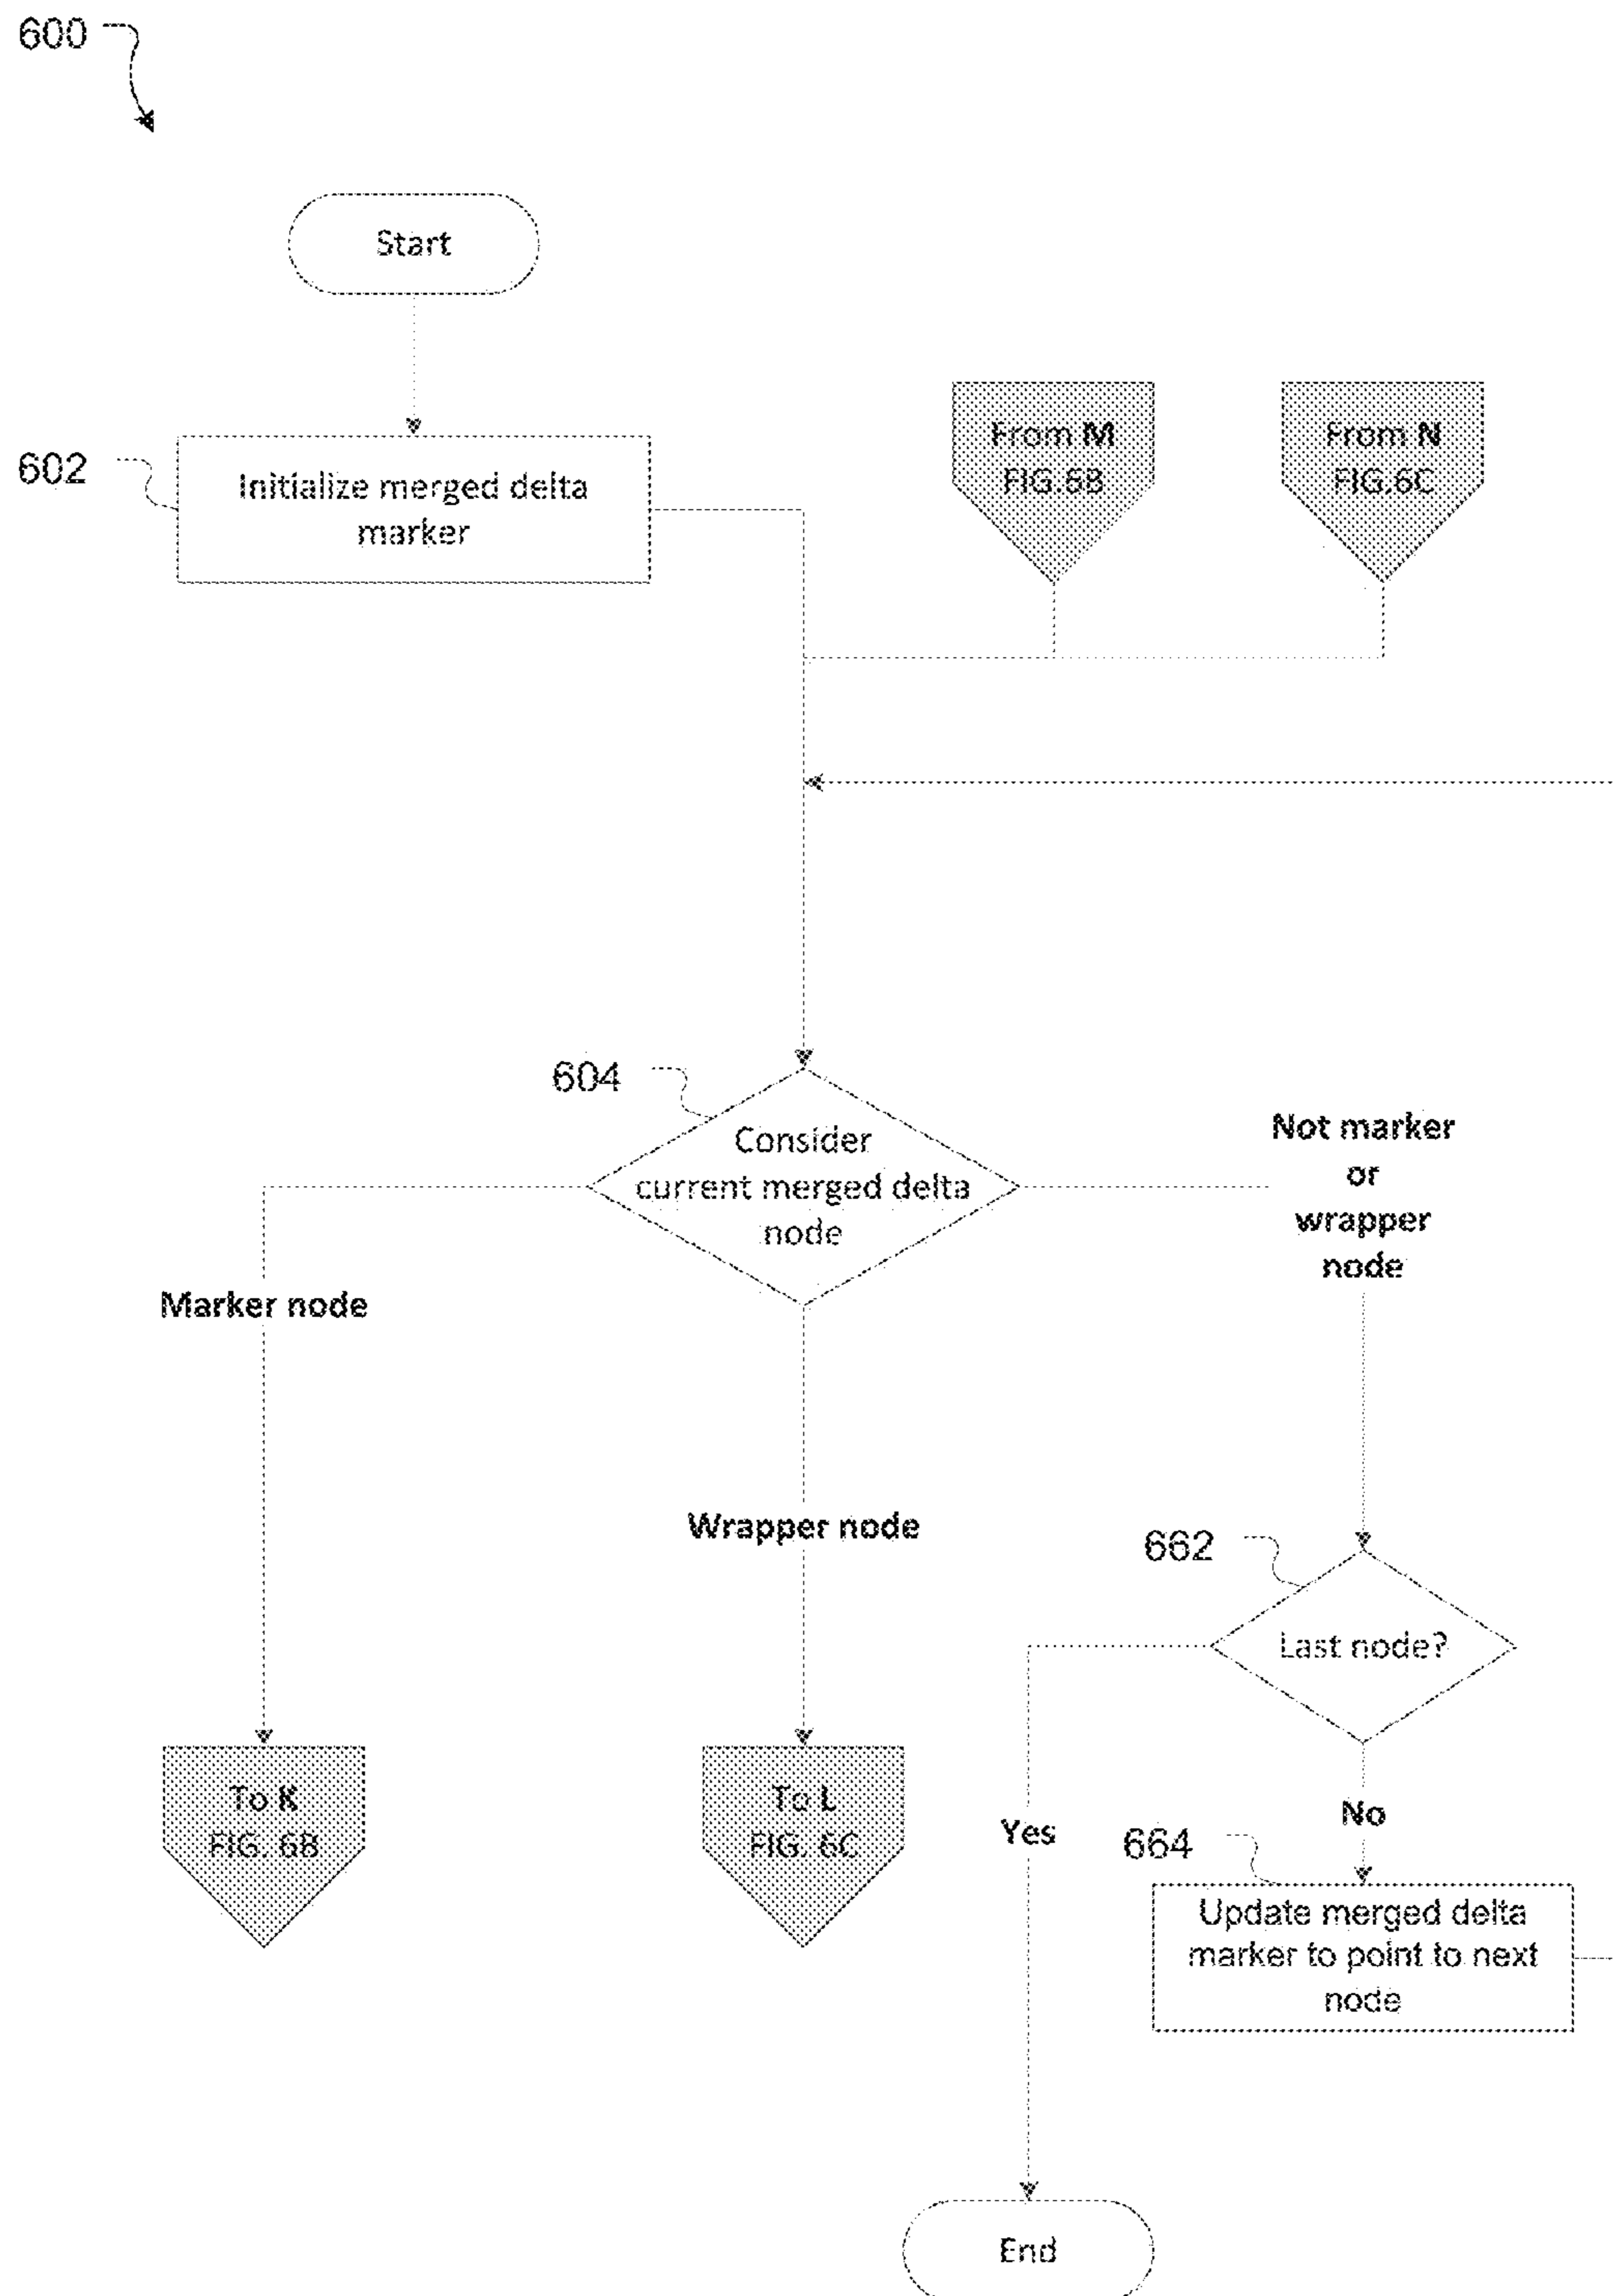 600
Start
602
Initialize merged delta
marker
From M
FIG.6B
From N
FIG.6C
604
Consider
current merged delta
node
Not marker
or
wrapper
node
Marker node
Wrapper node
662
Last node?
To K
FIG. 6B
To L
FIG. 6C
Yes
No
664
Update merged delta
marker to point to next
node
End